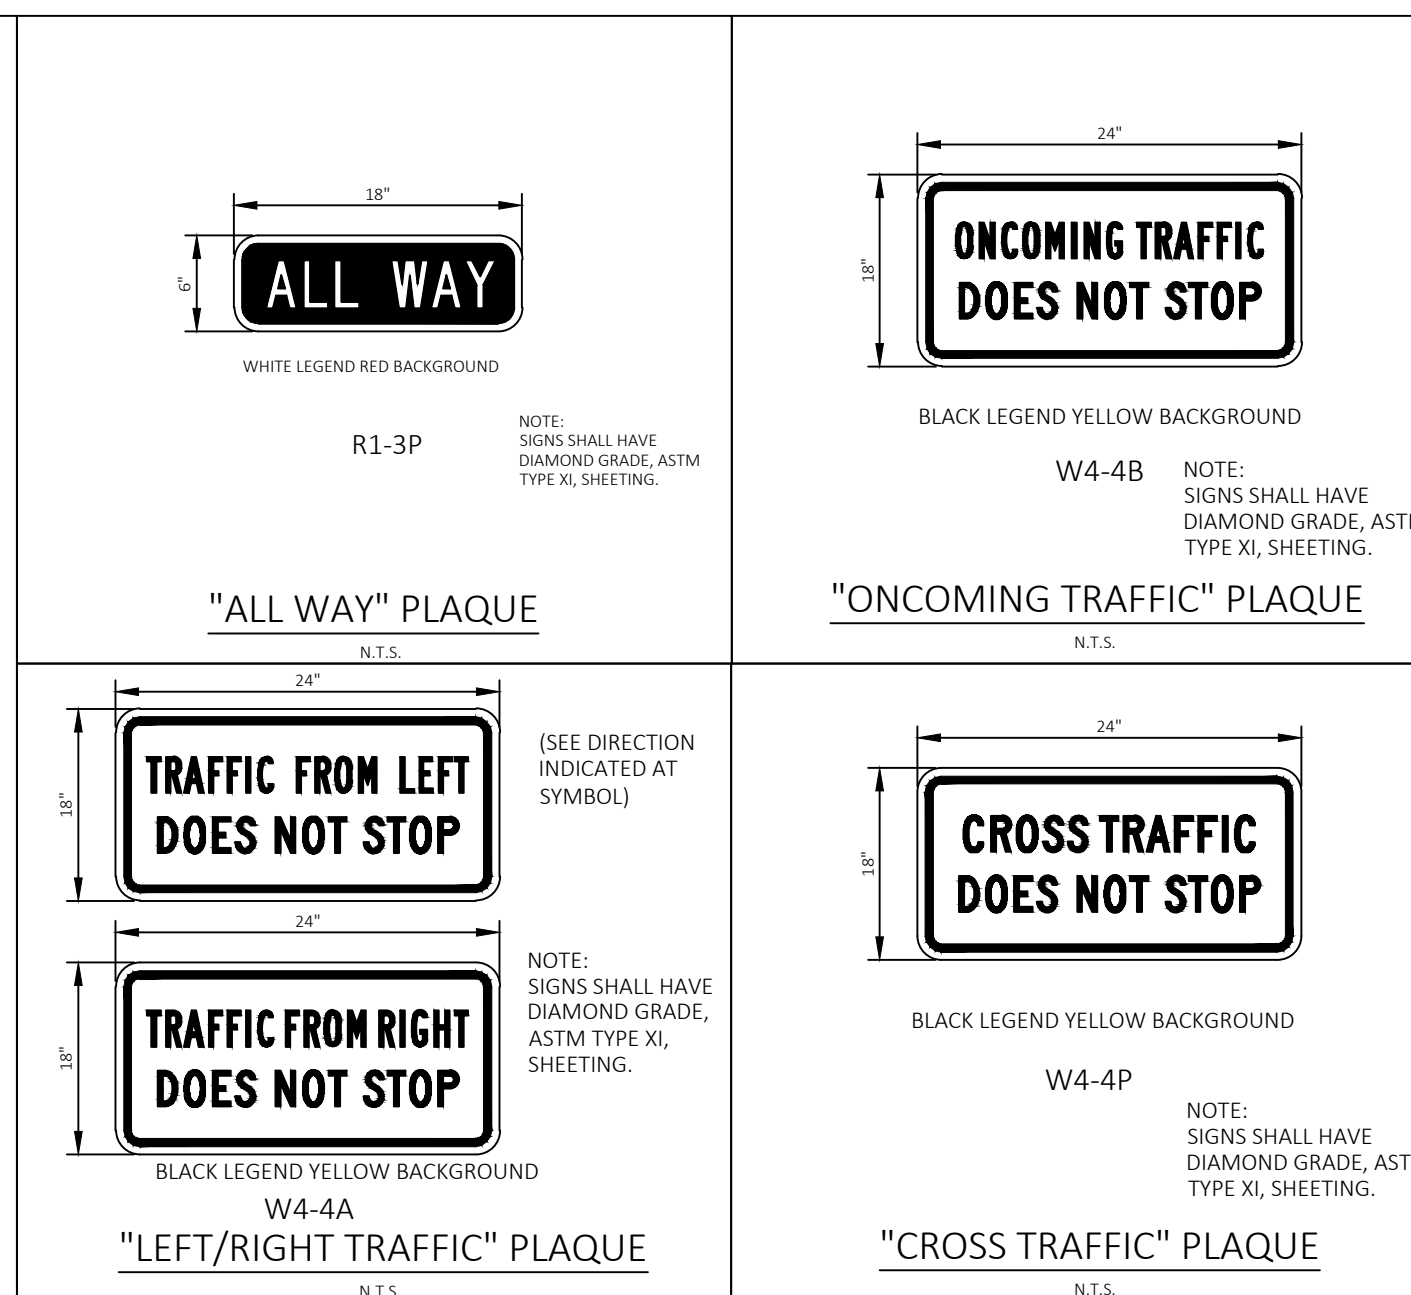 18"
6"
ALL WAY
WHITE LEGEND RED BACKGROUND
R1-3P
NOTE:
SIGNS SHALL HAVE
DIAMOND GRADE, ASTM
TYPE XI, SHEETING.
"ALL WAY" PLAQUE
N.T.S.
24"
18"
ONCOMING TRAFFIC
DOES NOT STOP
BLACK LEGEND YELLOW BACKGROUND
W4-4B
NOTE:
SIGNS SHALL HAVE
DIAMOND GRADE,
TYPE XI, SHEETING.
"ONCOMING TRAFFIC" PLAQUE
N.T.S.
24"
18"
TRAFFIC FROM LEFT
DOES NOT STOP
(SEE DIRECTION
INDICATED AT
SYMBOL)
24"
18"
TRAFFIC FROM RIGHT
DOES NOT STOP
NOTE:
SIGNS SHALL HAVE
DIAMOND GRADE,
ASTM TYPE XI,
SHEETING.
BLACK LEGEND YELLOW BACKGROUND
W4-4A
"LEFT/RIGHT TRAFFIC" PLAQUE
N.T.S.
24"
18"
CROSS TRAFFIC
DOES NOT STOP
BLACK LEGEND YELLOW BACKGROUND
W4-4P
NOTE:
SIGNS SHALL HAVE
DIAMOND GRADE, AST
TYPE XI, SHEETING.
"CROSS TRAFFIC" PLAQUE
N.T.S.